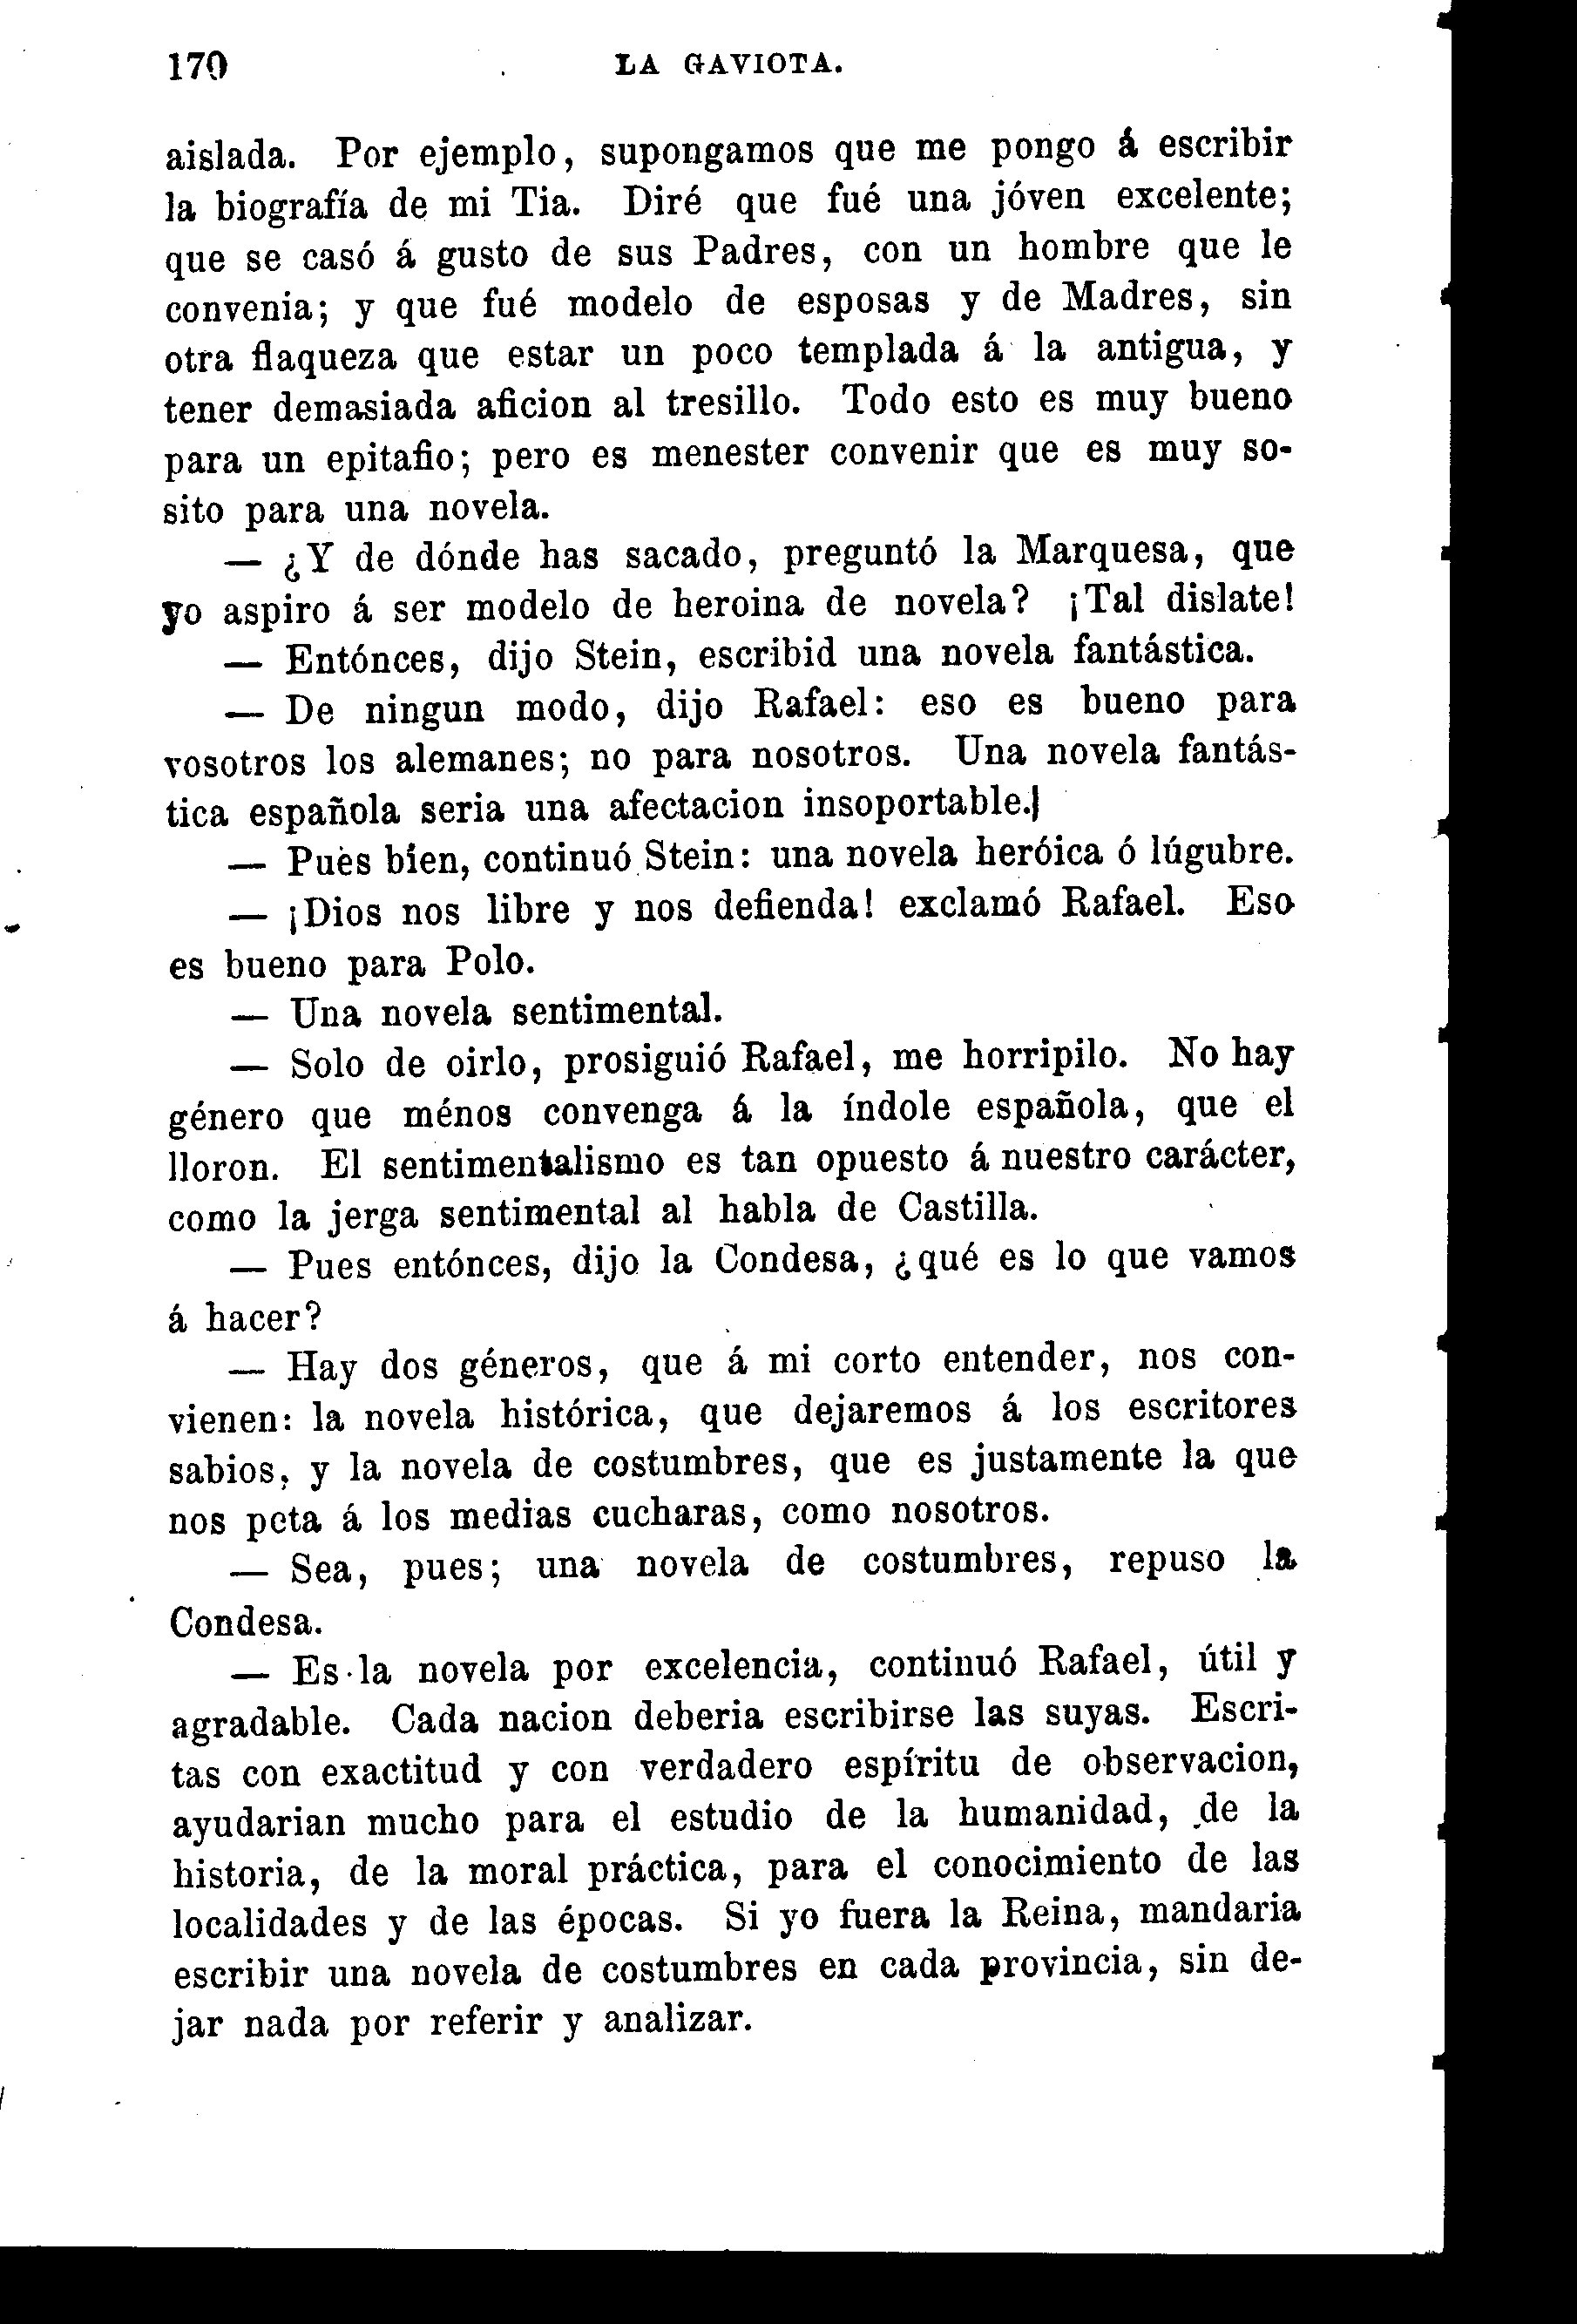 170 LA GAVIOTA.
aislada. Por ejemplo, supongamos que me pongo á escribir
la biografía de mi Tia. Diré que fué una jóven excelente;
que se casó á gusto de sus Padres, con un hombre que le
convenia; y que fué modelo de esposas y de Madres, sin
otra flaqueza que estar un poco templada á la antigua, y
tener demasiada aficion al tresillo. Todo esto es muy bueno
para un epitafio; pero es menester convenir que es muy so-
sito para una novela.
— ¿Y de dónde has sacado, preguntó la Marquesa, que
yo aspiro á ser modelo de heroina de novela? ¡Tal dislate!
— Entónces, dijo Stein, escribid una novela fantástica.
— De ningun modo, dijo Rafael: eso es bueno para
vosotros los alemanes; no para nosotros. Una novela fantás-
tica española seria una afectacion insoportable.
— Pues bien, continuó Stein: una novela heróica ó lúgubre.
— ¡Dios nos libre y nos defienda! exclamó Rafael. Eso
es bueno para Polo.
— Una novela sentimental.
— Solo de oirlo, prosiguió Rafael, me horripilo. No hay
género que ménos convenga á la índole española, que el
lloron. El sentimentalismo es tan opuesto á nuestro carácter,
como la jerga sentimental al habla de Castilla.
— Pues entónces, dijo la Condesa, ¿qué es lo que vamos
á hacer?
— Hay dos géneros, que á mi corto entender, nos con-
vienen: la novela histórica, que dejaremos á los escritores
sabios, y la novela de costumbres, que es justamente la que
nos peta á los medias cucharas, como nosotros.
— Sea, pues; una novela de costumbres, repuso la
Condesa.
— Es la novela por excelencia, continuó Rafael, útil y
agradable. Cada nacion deberia escribirse las suyas. Escri-
tas con exactitud y con verdadero espíritu de observacion,
ayudarian mucho para el estudio de la humanidad, de la
historia, de la moral práctica, para el conocimiento de las
localidades y de las épocas. Si yo fuera la Reina, mandaria
escribir una novela de costumbres en cada provincia, sin de-
jar nada por referir y analizar.